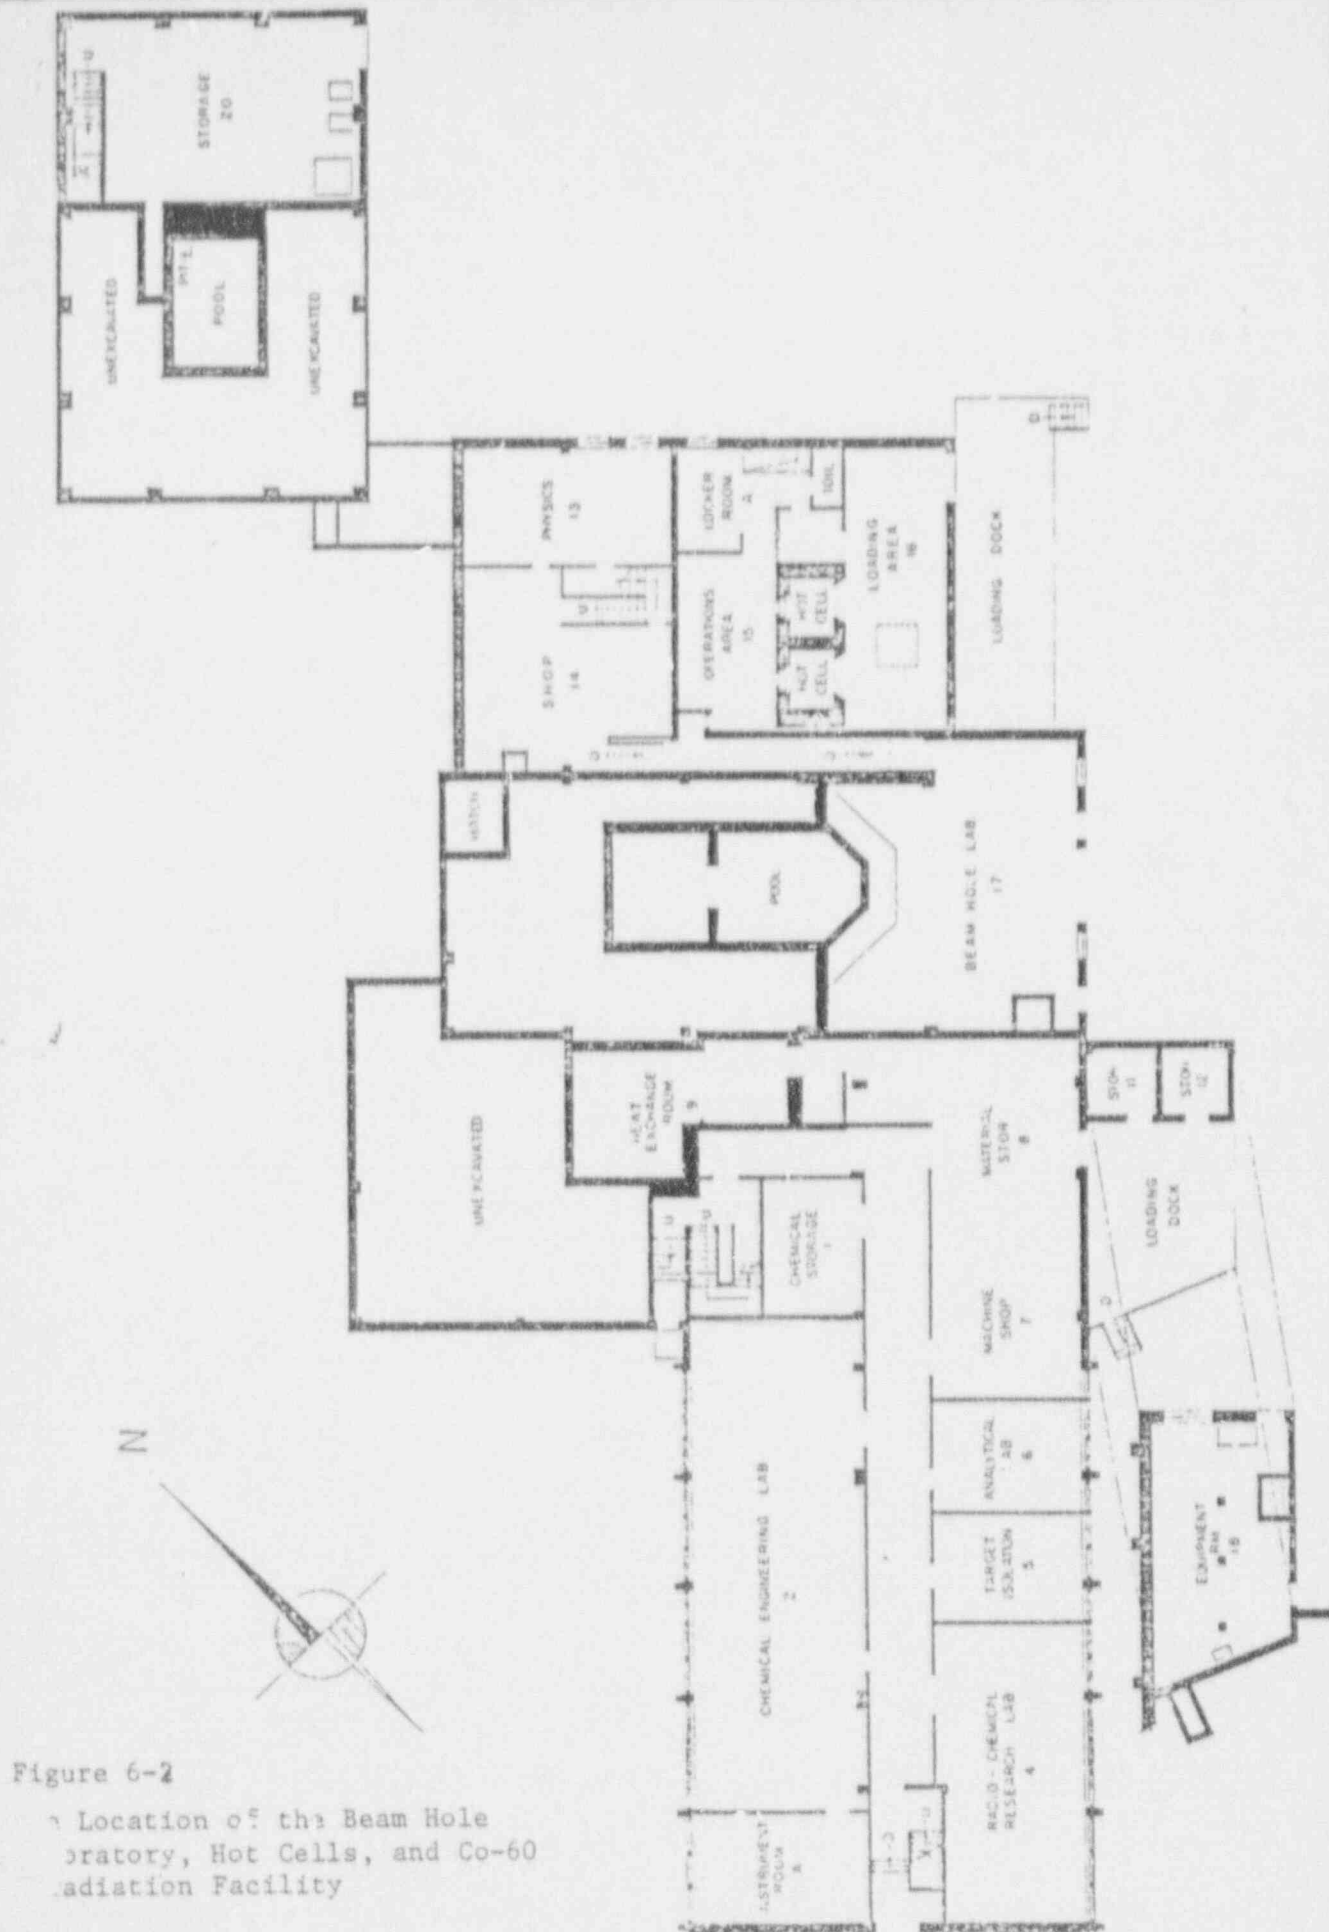 STORAGE
20
U
UNEXCAVATED
PIT
POOL
UNEXCAVATED
PHYSICS
13
LOCKER
ROOM
A
TOIL
LOADING
AREA
16
D
LOADING DOCK
SHOP
14
U
OPERATIONS
AREA
15
HOT
CELL
HOT
CELL
POOL
BEAM HOLE LAB
17
HEAT
EXCHANGE
ROOM
9
UNEXCAVATED
U
U
CHEMICAL
STORAGE
1
MATERIAL
STOR
8
STOR
11
STOR
12
LOADING
DOCK
D
MACHINE
SHOP
7
ANALYTICAL
LAB
6
TARGET
ISOLATION
5
CHEMICAL ENGINEERING LAB
2
RADIO-CHEMICAL
RESEARCH LAB
4
ROOM
EQUIPMENT
RM
18
N
Figure 6-2
Location of the Beam Hole
oratory, Hot Cells, and Co-60
adiation Facility